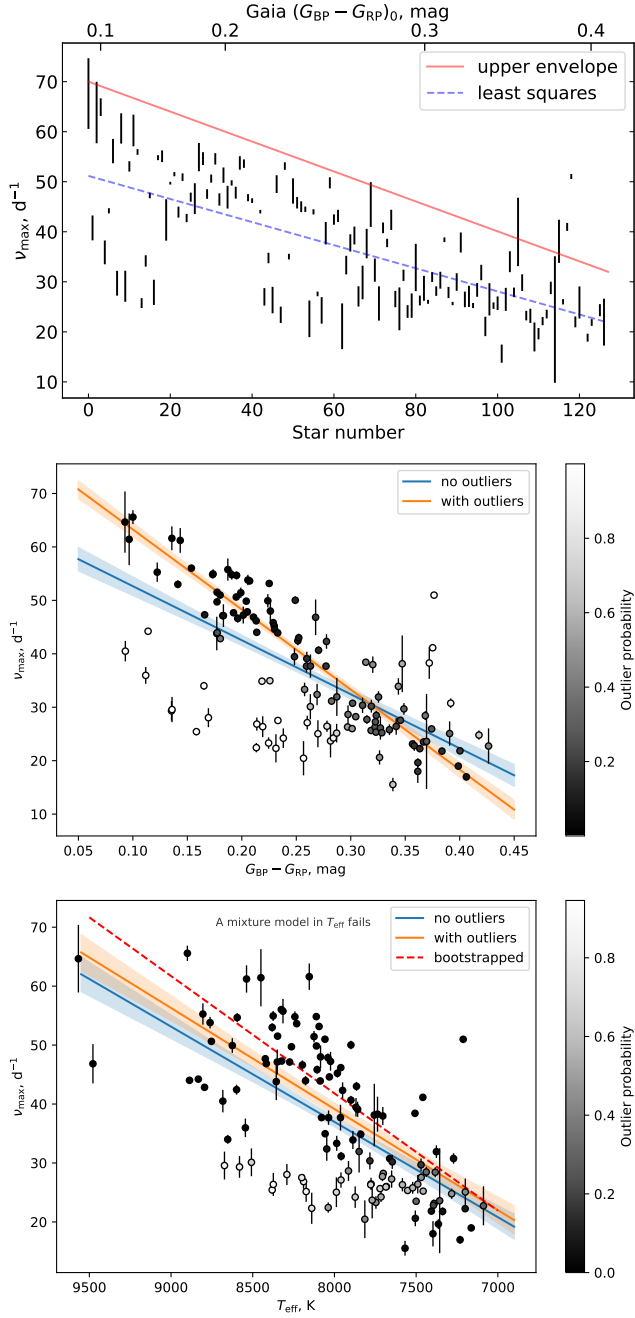 Gaia (G_BP − G_RP)_0, mag
0.1 0.2 0.3 0.4
upper envelope
least squares
70
60
50
40
30
20
10
ν_max, d⁻¹
0 20 40 60 80 100 120
Star number
no outliers
with outliers
70
60
50
40
30
20
10
ν_max, d⁻¹
0.05 0.10 0.15 0.20 0.25 0.30 0.35 0.40 0.45
G_BP − G_RP, mag
0.8
0.6
0.4
0.2
Outlier probability
A mixture model in T_eff fails
no outliers
with outliers
bootstrapped
70
60
50
40
30
20
ν_max, d⁻¹
9500 9000 8500 8000 7500 7000
T_eff, K
0.8
0.6
0.4
0.2
0.0
Outlier probability